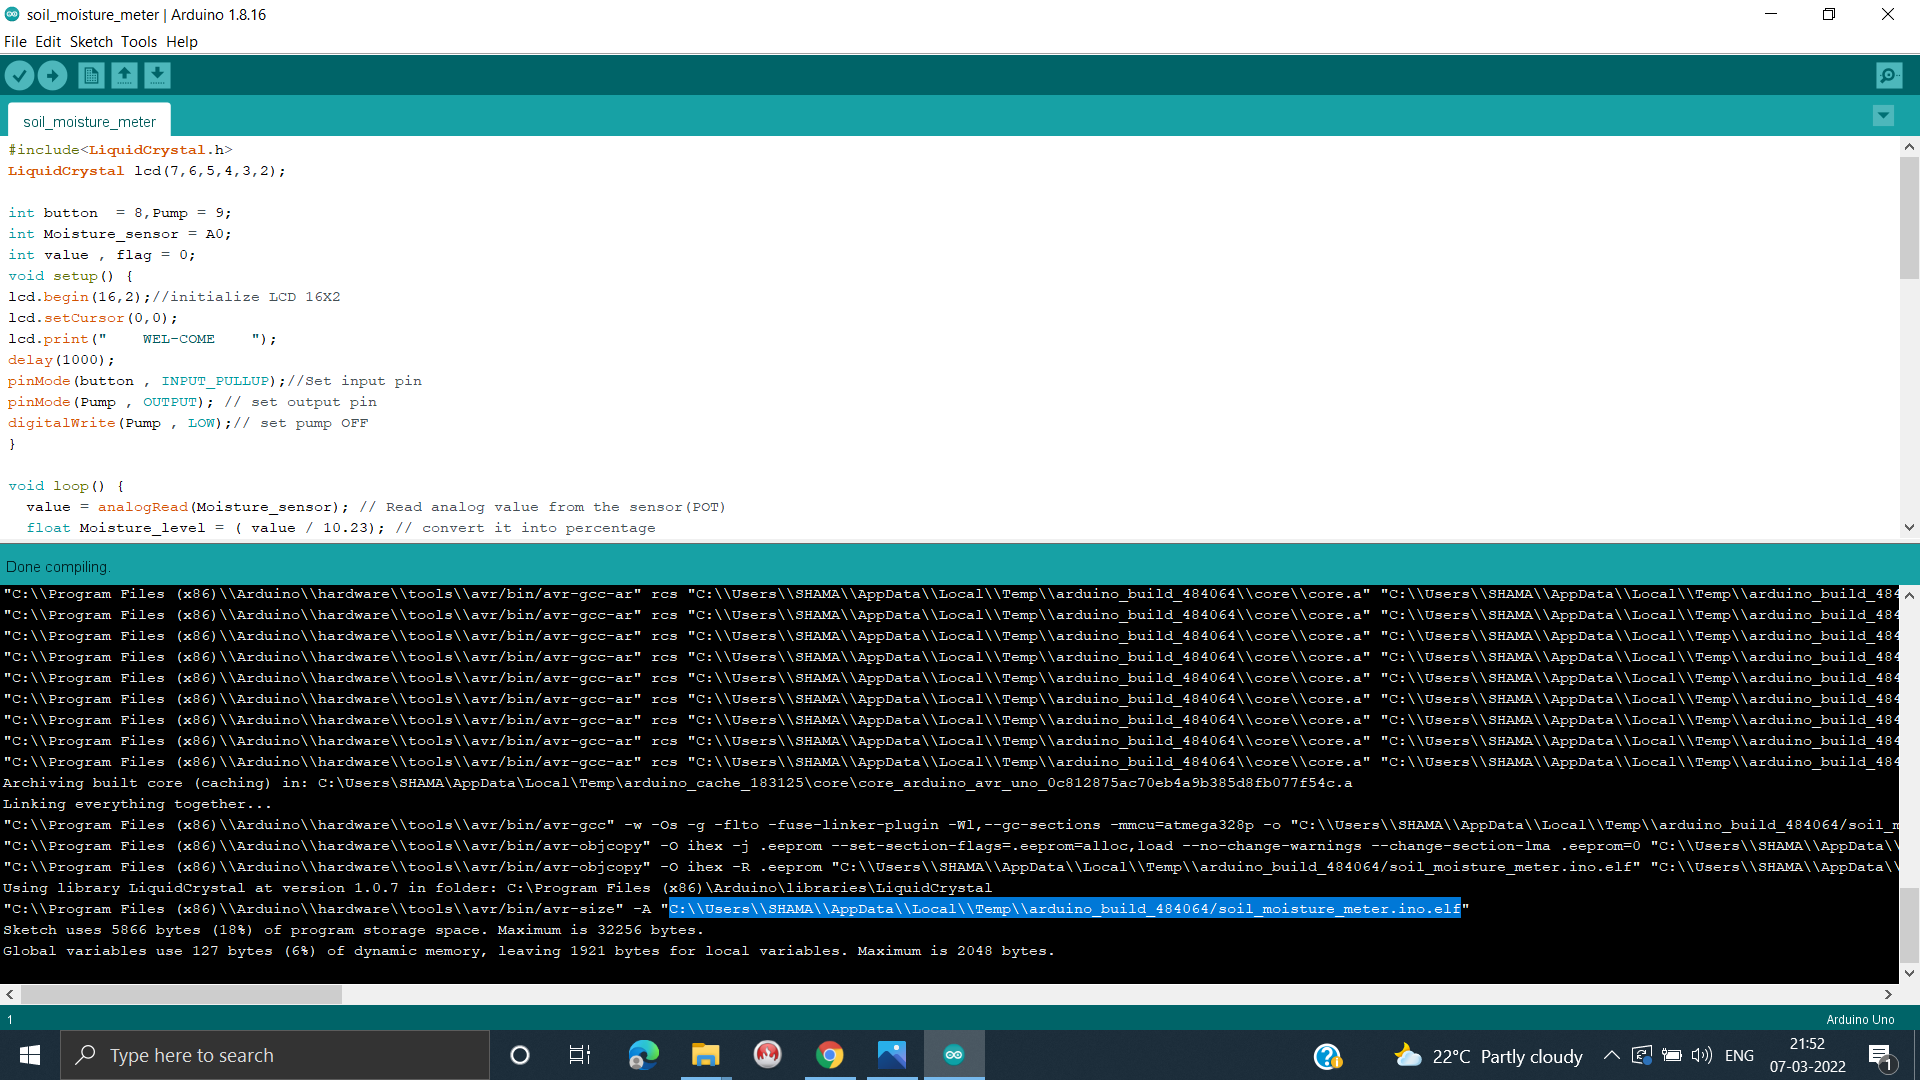 soil_moisture_meter | Arduino 1.8.16
File Edit Sketch Tools Help
soil_moisture_meter
#include<LiquidCrystal.h>
LiquidCrystal lcd(7,6,5,4,3,2);
int button  = 8,Pump = 9;
int Moisture_sensor = A0;
int value , flag = 0;
void setup() {
lcd.begin(16,2);//initialize LCD 16X2
lcd.setCursor(0,0);
lcd.print("    WEL-COME    ");
delay(1000);
pinMode(button , INPUT_PULLUP);//Set input pin
pinMode(Pump , OUTPUT); // set output pin
digitalWrite(Pump , LOW);// set pump OFF
}
void loop() {
  value = analogRead(Moisture_sensor); // Read analog value from the sensor(POT)
  float Moisture_level = ( value / 10.23); // convert it into percentage
Done compiling.
"C:\\Program Files (x86)\\Arduino\\hardware\\tools\\avr/bin/avr-gcc-ar" rcs "C:\\Users\\SHAMA\\AppData\\Local\\Temp\\arduino_build_484064\\core\\core.a" "C:\\Users\\SHAMA\\AppData\\Local\\Temp\\arduino_build_484
"C:\\Program Files (x86)\\Arduino\\hardware\\tools\\avr/bin/avr-gcc-ar" rcs "C:\\Users\\SHAMA\\AppData\\Local\\Temp\\arduino_build_484064\\core\\core.a" "C:\\Users\\SHAMA\\AppData\\Local\\Temp\\arduino_build_484
"C:\\Program Files (x86)\\Arduino\\hardware\\tools\\avr/bin/avr-gcc-ar" rcs "C:\\Users\\SHAMA\\AppData\\Local\\Temp\\arduino_build_484064\\core\\core.a" "C:\\Users\\SHAMA\\AppData\\Local\\Temp\\arduino_build_484
"C:\\Program Files (x86)\\Arduino\\hardware\\tools\\avr/bin/avr-gcc-ar" rcs "C:\\Users\\SHAMA\\AppData\\Local\\Temp\\arduino_build_484064\\core\\core.a" "C:\\Users\\SHAMA\\AppData\\Local\\Temp\\arduino_build_484
"C:\\Program Files (x86)\\Arduino\\hardware\\tools\\avr/bin/avr-gcc-ar" rcs "C:\\Users\\SHAMA\\AppData\\Local\\Temp\\arduino_build_484064\\core\\core.a" "C:\\Users\\SHAMA\\AppData\\Local\\Temp\\arduino_build_484
"C:\\Program Files (x86)\\Arduino\\hardware\\tools\\avr/bin/avr-gcc-ar" rcs "C:\\Users\\SHAMA\\AppData\\Local\\Temp\\arduino_build_484064\\core\\core.a" "C:\\Users\\SHAMA\\AppData\\Local\\Temp\\arduino_build_484
"C:\\Program Files (x86)\\Arduino\\hardware\\tools\\avr/bin/avr-gcc-ar" rcs "C:\\Users\\SHAMA\\AppData\\Local\\Temp\\arduino_build_484064\\core\\core.a" "C:\\Users\\SHAMA\\AppData\\Local\\Temp\\arduino_build_484
"C:\\Program Files (x86)\\Arduino\\hardware\\tools\\avr/bin/avr-gcc-ar" rcs "C:\\Users\\SHAMA\\AppData\\Local\\Temp\\arduino_build_484064\\core\\core.a" "C:\\Users\\SHAMA\\AppData\\Local\\Temp\\arduino_build_484
"C:\\Program Files (x86)\\Arduino\\hardware\\tools\\avr/bin/avr-gcc-ar" rcs "C:\\Users\\SHAMA\\AppData\\Local\\Temp\\arduino_build_484064\\core\\core.a" "C:\\Users\\SHAMA\\AppData\\Local\\Temp\\arduino_build_484
Archiving built core (caching) in: C:\Users\SHAMA\AppData\Local\Temp\arduino_cache_183125\core\core_arduino_avr_uno_0c812875ac70eb4a9b385d8fb077f54c.a
Linking everything together...
"C:\\Program Files (x86)\\Arduino\\hardware\\tools\\avr/bin/avr-gcc" -w -Os -g -flto -fuse-linker-plugin -Wl,--gc-sections -mmcu=atmega328p -o "C:\\Users\\SHAMA\\AppData\\Local\\Temp\\arduino_build_484064/soil_m
"C:\\Program Files (x86)\\Arduino\\hardware\\tools\\avr/bin/avr-objcopy" -O ihex -j .eeprom --set-section-flags=.eeprom=alloc,load --no-change-warnings --change-section-lma .eeprom=0 "C:\\Users\\SHAMA\\AppData\\
"C:\\Program Files (x86)\\Arduino\\hardware\\tools\\avr/bin/avr-objcopy" -O ihex -R .eeprom "C:\\Users\\SHAMA\\AppData\\Local\\Temp\\arduino_build_484064/soil_moisture_meter.ino.elf" "C:\\Users\\SHAMA\\AppData\\
Using library LiquidCrystal at version 1.0.7 in folder: C:\Program Files (x86)\Arduino\libraries\LiquidCrystal
"C:\\Program Files (x86)\\Arduino\\hardware\\tools\\avr/bin/avr-size" -A "C:\\Users\\SHAMA\\AppData\\Local\\Temp\\arduino_build_484064/soil_moisture_meter.ino.elf"
Sketch uses 5866 bytes (18%) of program storage space. Maximum is 32256 bytes.
Global variables use 127 bytes (6%) of dynamic memory, leaving 1921 bytes for local variables. Maximum is 2048 bytes.
1
Arduino Uno
Type here to search
22°C Partly cloudy
ENG
21:52
07-03-2022
1